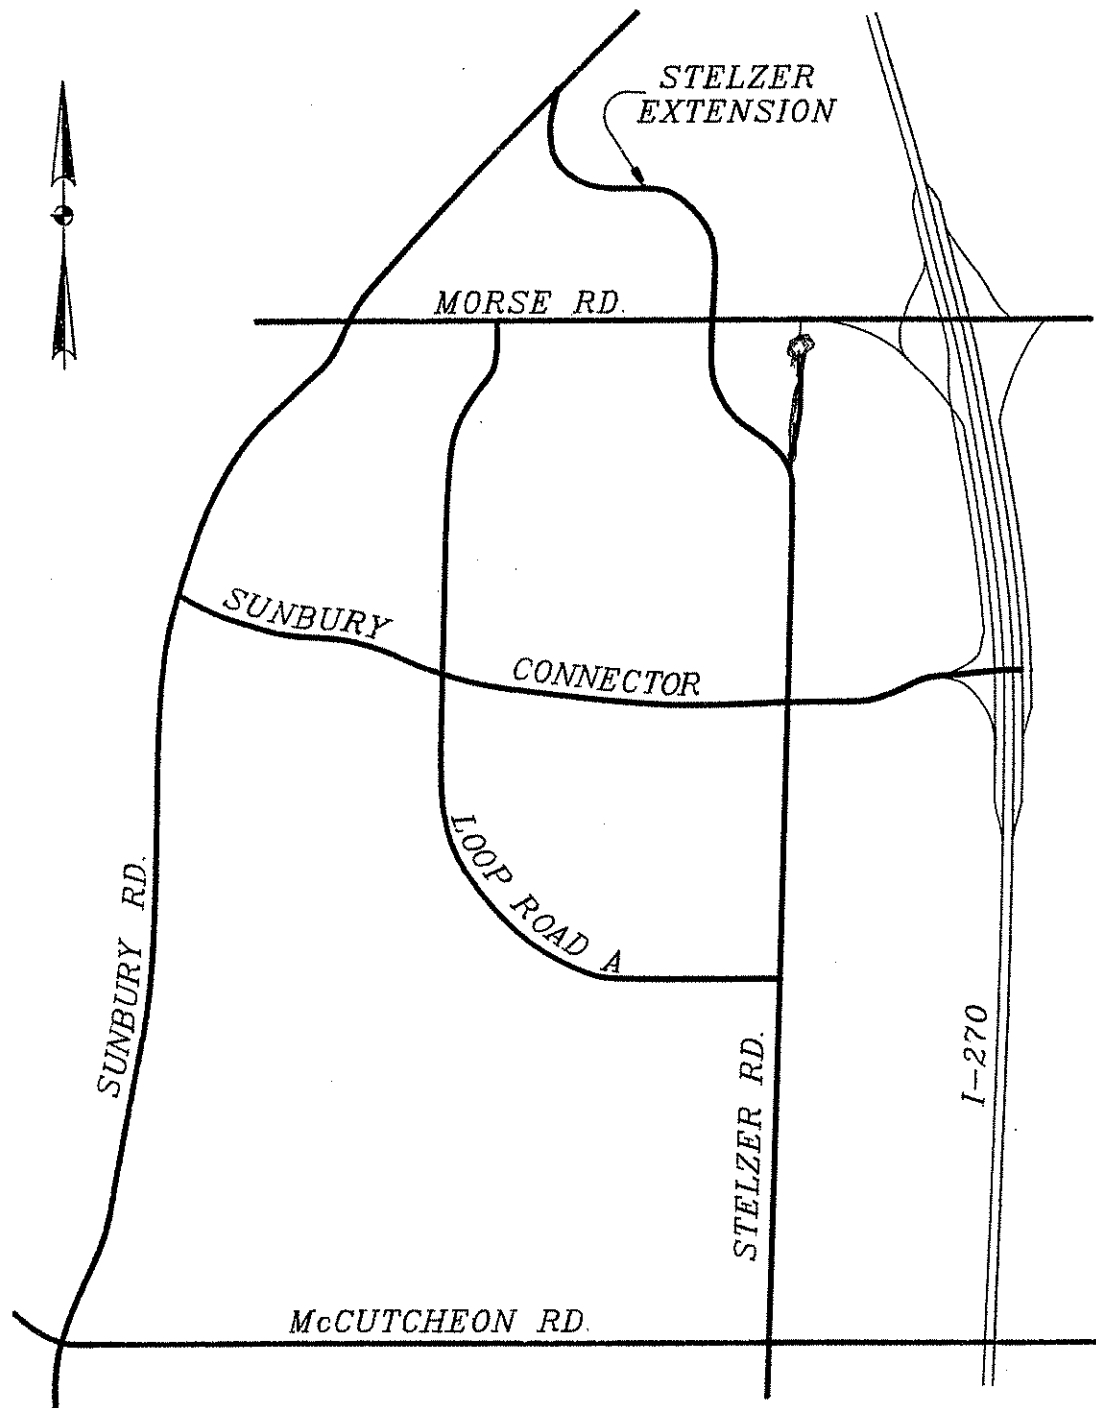 STELZER
EXTENSION
MORSE RD.
SUNBURY
CONNECTOR
LOOP ROAD A
SUNBURY RD.
I-270
STELZER RD.
McCUTCHEON RD.